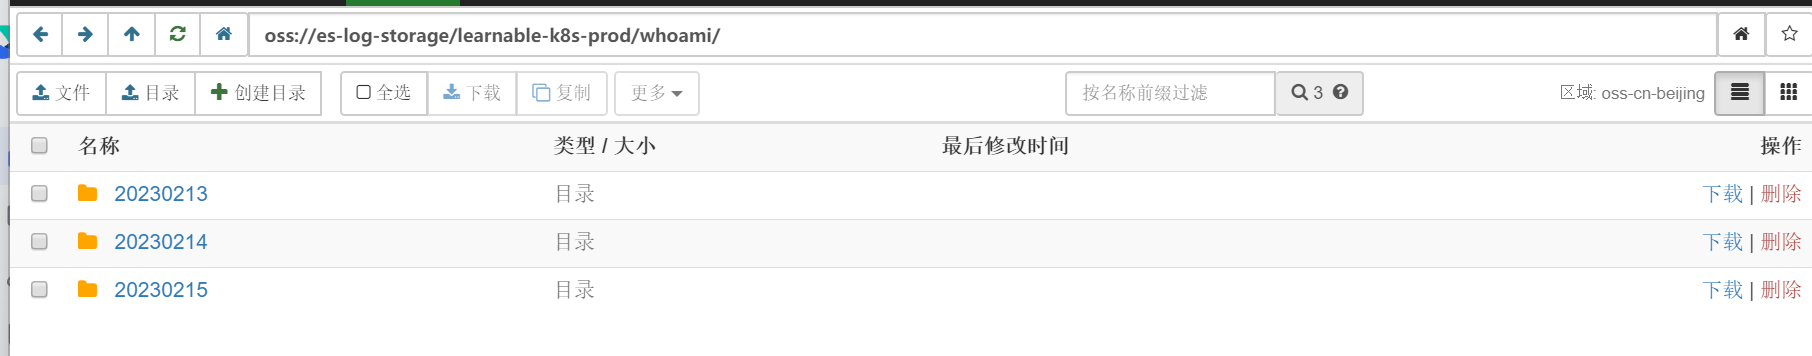 oss://es-log-storage/learnable-k8s-prod/whoami/
文件 目录 创建目录 全选 下载 复制 更多 按名称前缀过滤 3 区域: oss-cn-beijing
名称 类型 / 大小 最后修改时间 操作
20230213 目录 下载 | 删除
20230214 目录 下载 | 删除
20230215 目录 下载 | 删除